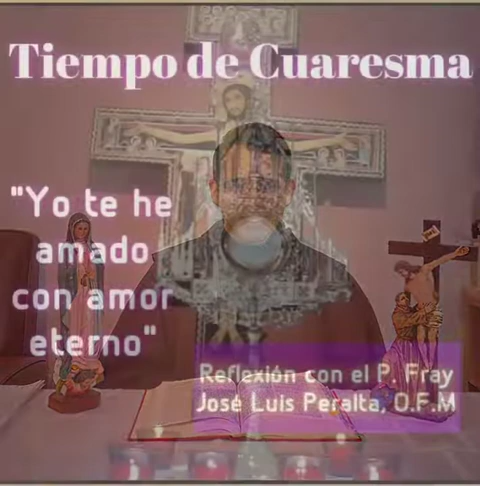 Tiempo de Cuaresma
"Yo te he
amado
con amor
eterno"
Reflexión con el P. Fray
José Luis Peralta, O.F.M